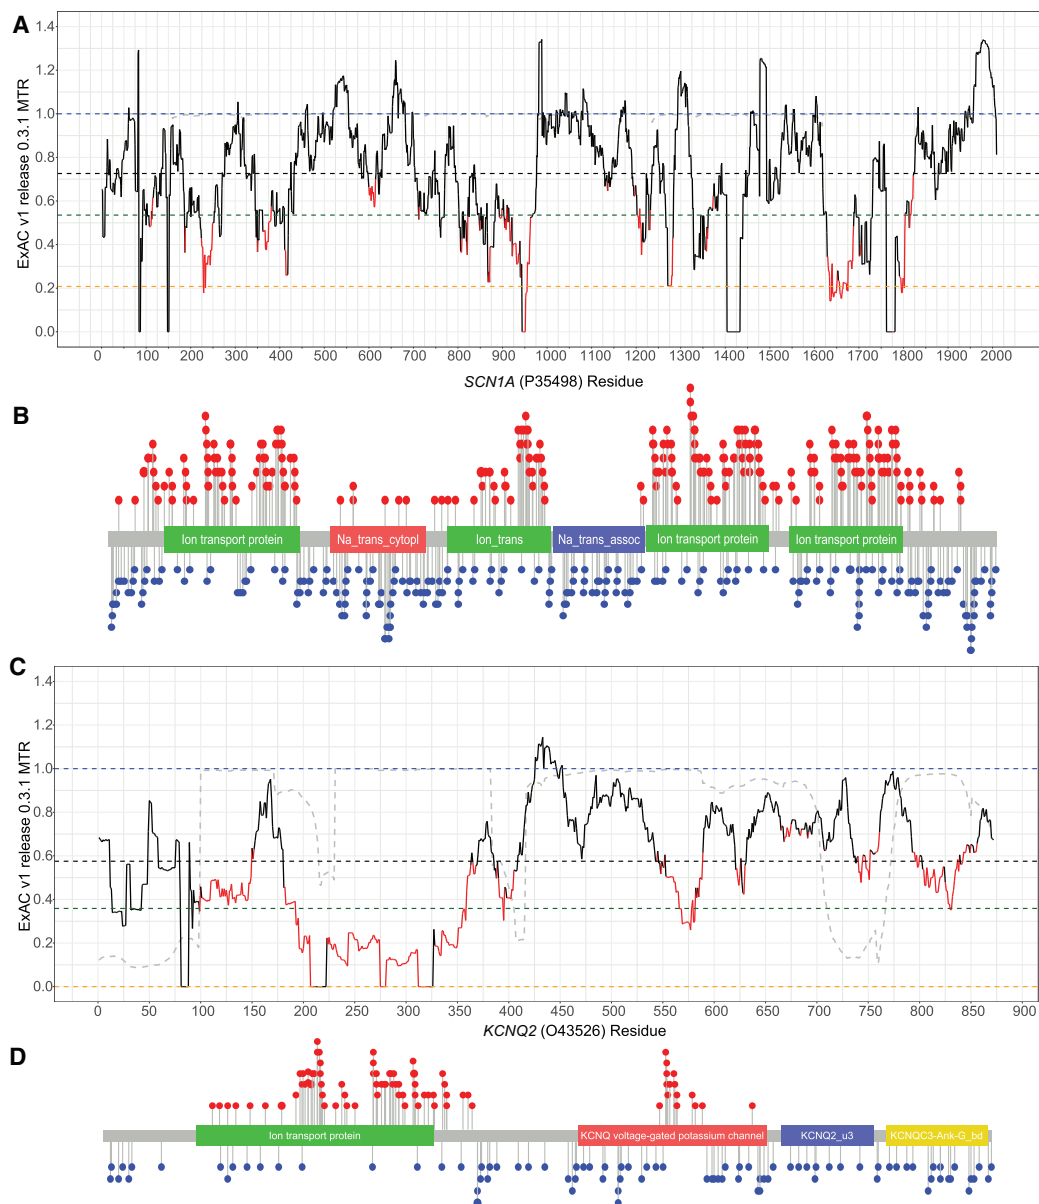 A
1.4
1.2
1.0
0.8
0.6
0.4
0.2
0.0
ExAC v1 release 0.3.1 MTR
0 100 200 300 400 500 600 700 800 900 1000 1100 1200 1300 1400 1500 1600 1700 1800 1900 2000
SCN1A (P35498) Residue
B
Ion transport protein Na_trans_cytopl Ion_trans Na_trans_assoc Ion transport protein Ion transport protein
C
1.4
1.2
1.0
0.8
0.6
0.4
0.2
0.0
ExAC v1 release 0.3.1 MTR
0 50 100 150 200 250 300 350 400 450 500 550 600 650 700 750 800 850 900
KCNQ2 (O43526) Residue
D
Ion transport protein KCNQ voltage-gated potassium channel KCNQ2_u3 KCNQC3-Ank-G_bd